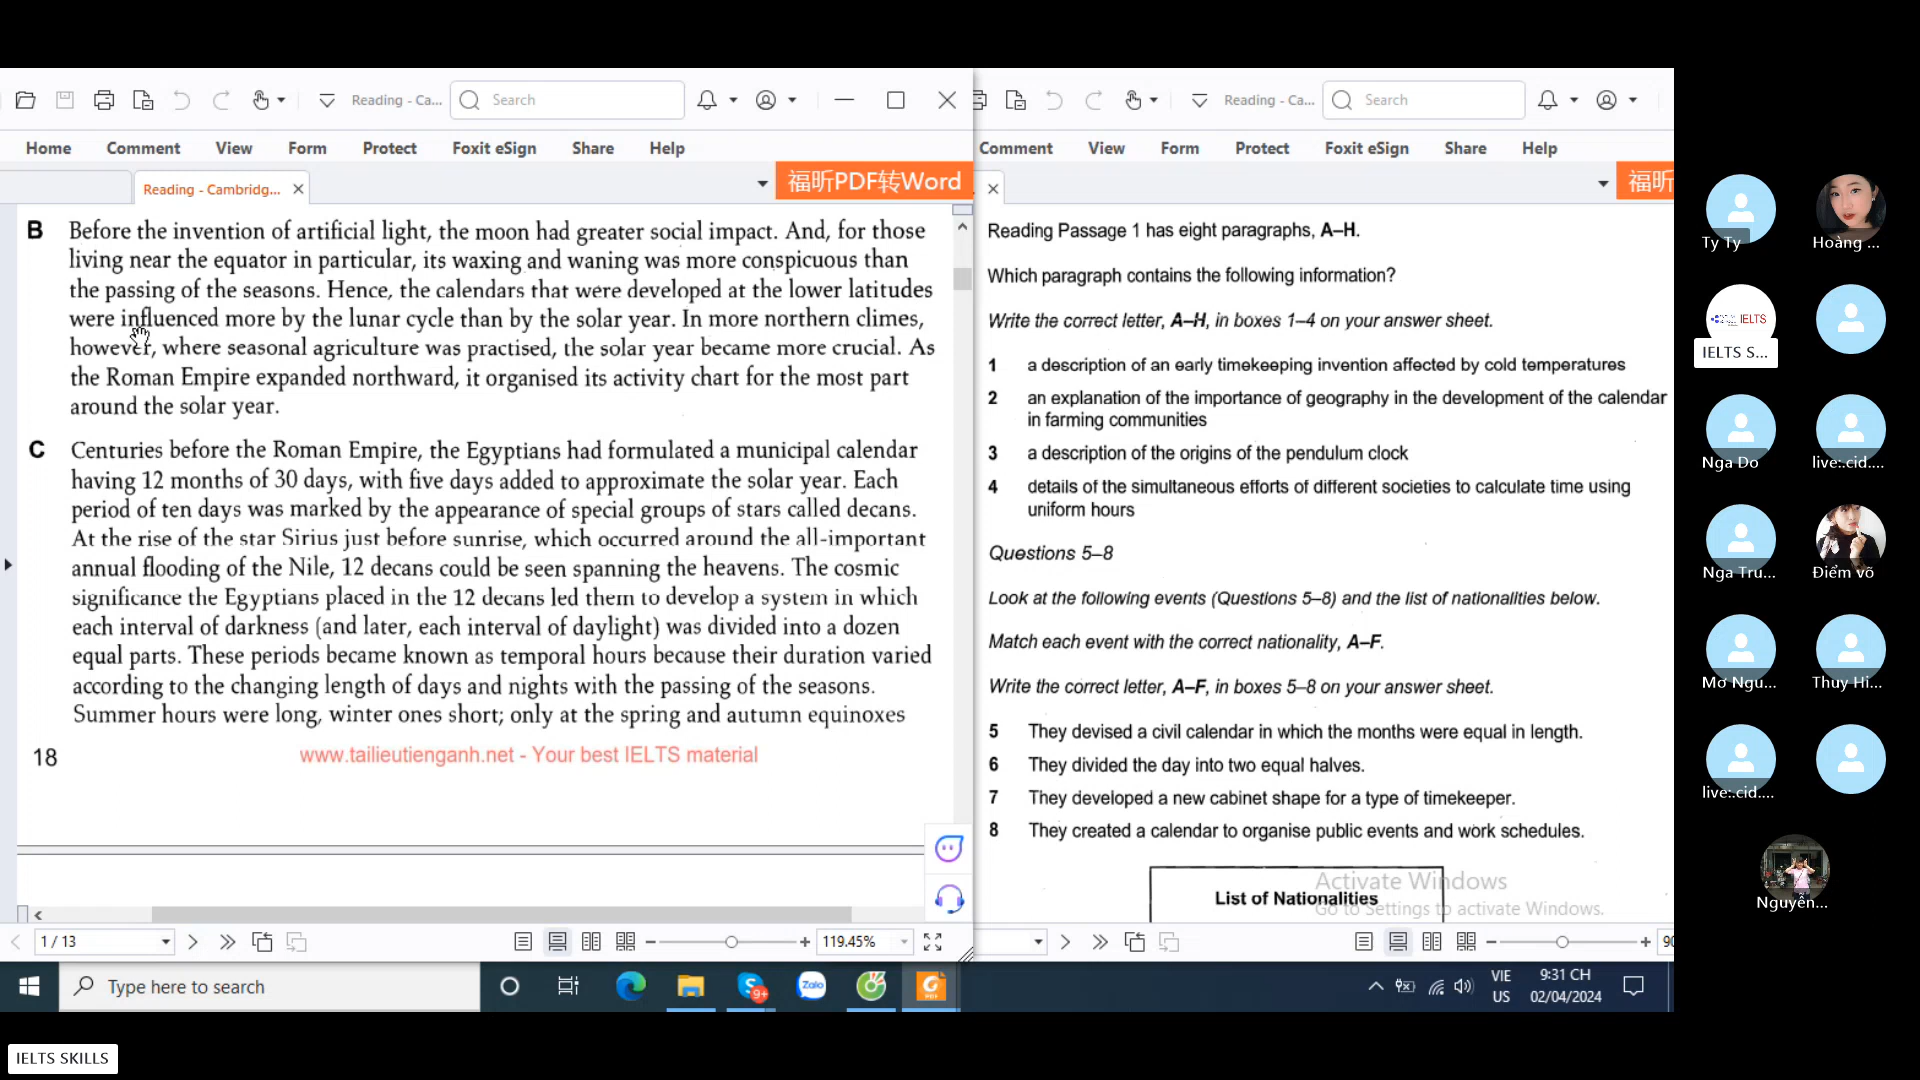 Reading - Ca...
Search
Reading - Ca...
Search
Home Comment View Form Protect Foxit eSign Share Help
Comment View Form Protect Foxit eSign Share Help
Reading - Cambridg...
福昕PDF转Word
福昕
B Before the invention of artificial light, the moon had greater social impact. And, for those
living near the equator in particular, its waxing and waning was more conspicuous than
the passing of the seasons. Hence, the calendars that were developed at the lower latitudes
were influenced more by the lunar cycle than by the solar year. In more northern climes,
however, where seasonal agriculture was practised, the solar year became more crucial. As
the Roman Empire expanded northward, it organised its activity chart for the most part
around the solar year.
C Centuries before the Roman Empire, the Egyptians had formulated a municipal calendar
having 12 months of 30 days, with five days added to approximate the solar year. Each
period of ten days was marked by the appearance of special groups of stars called decans.
At the rise of the star Sirius just before sunrise, which occurred around the all-important
annual flooding of the Nile, 12 decans could be seen spanning the heavens. The cosmic
significance the Egyptians placed in the 12 decans led them to develop a system in which
each interval of darkness (and later, each interval of daylight) was divided into a dozen
equal parts. These periods became known as temporal hours because their duration varied
according to the changing length of days and nights with the passing of the seasons.
Summer hours were long, winter ones short; only at the spring and autumn equinoxes
18
www.tailieutienganh.net - Your best IELTS material
1 / 13
119.45%
Reading Passage 1 has eight paragraphs, A–H.
Which paragraph contains the following information?
Write the correct letter, A–H, in boxes 1–4 on your answer sheet.
1 a description of an early timekeeping invention affected by cold temperatures
2 an explanation of the importance of geography in the development of the calendar
in farming communities
3 a description of the origins of the pendulum clock
4 details of the simultaneous efforts of different societies to calculate time using
uniform hours
Questions 5–8
Look at the following events (Questions 5–8) and the list of nationalities below.
Match each event with the correct nationality, A–F.
Write the correct letter, A–F, in boxes 5–8 on your answer sheet.
5 They devised a civil calendar in which the months were equal in length.
6 They divided the day into two equal halves.
7 They developed a new cabinet shape for a type of timekeeper.
8 They created a calendar to organise public events and work schedules.
List of Nationalities
Activate Windows
Go to Settings to activate Windows.
90
Type here to search
9+
Zalo
PDF
VIE
US
9:31 CH
02/04/2024
Ty Ty
Hoàng ...
IELTS
IELTS S...
Nga Do
live:.cid....
Nga Tru...
Điểm võ
Mơ Ngu...
Thuy Hi...
live:.cid....
Nguyễn...
IELTS SKILLS